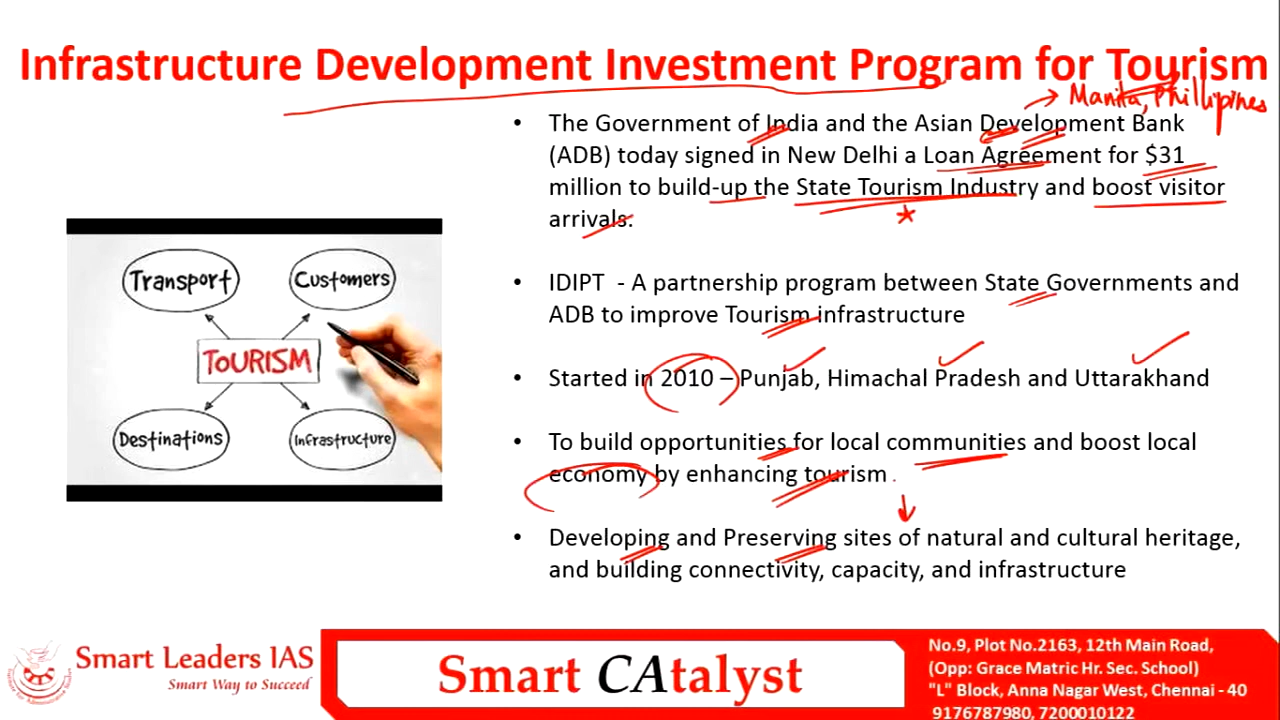 Infrastructure Development Investment Program for Tourism
Manila, Phillipines
• The Government of India and the Asian Development Bank
(ADB) today signed in New Delhi a Loan Agreement for $31
million to build-up the State Tourism Industry and boost visitor
arrivals.
• IDIPT - A partnership program between State Governments and
ADB to improve Tourism infrastructure
• Started in 2010 – Punjab, Himachal Pradesh and Uttarakhand
• To build opportunities for local communities and boost local
economy by enhancing tourism
• Developing and Preserving sites of natural and cultural heritage,
and building connectivity, capacity, and infrastructure
Transport
Customers
TOURISM
Destinations
Infrastructure
Smart Leaders IAS
Smart Way to Succeed
Smart CAtalyst
No.9, Plot No.2163, 12th Main Road,
(Opp: Grace Matric Hr. Sec. School)
"L" Block, Anna Nagar West, Chennai - 40
9176787980, 7200010122